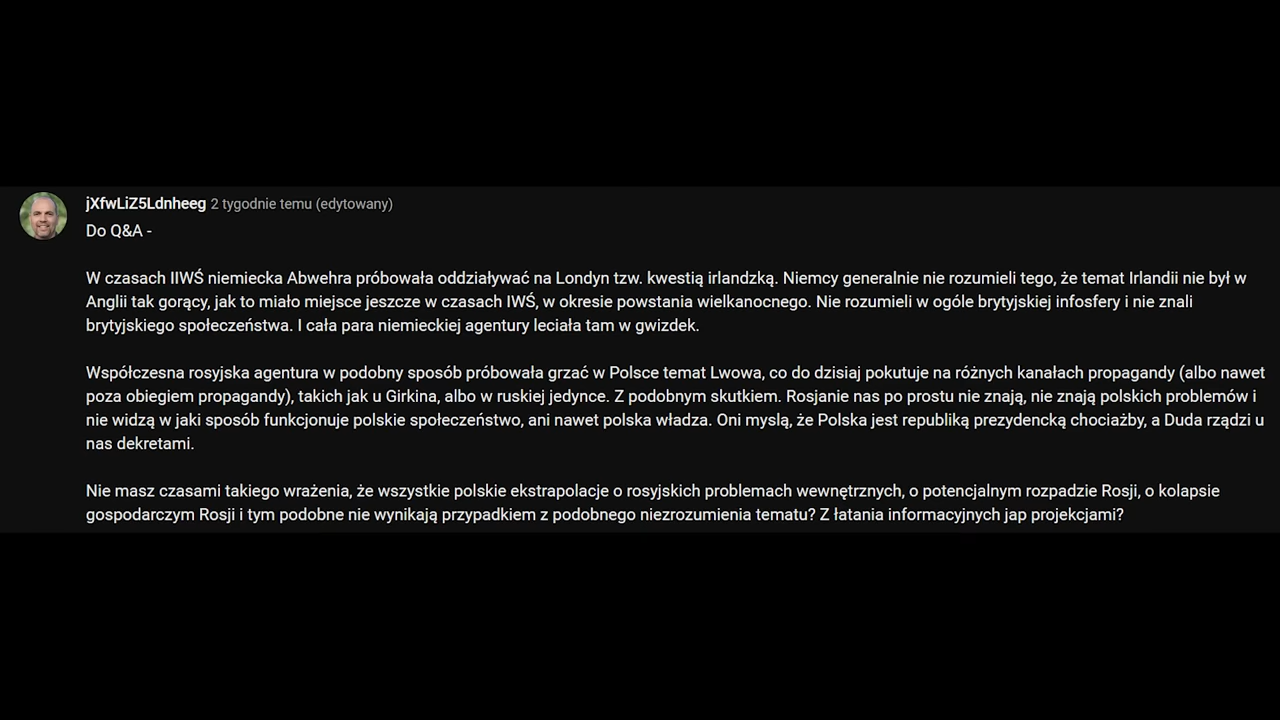 jXfwLiZ5Ldnheeg 2 tygodnie temu (edytowany)
Do Q&A -
W czasach IIWŚ niemiecka Abwehra próbowała oddziaływać na Londyn tzw. kwestią irlandzką. Niemcy generalnie nie rozumieli tego, że temat Irlandii nie był w
Anglii tak gorący, jak to miało miejsce jeszcze w czasach IWŚ, w okresie powstania wielkanocnego. Nie rozumieli w ogóle brytyjskiej infosfery i nie znali
brytyjskiego społeczeństwa. I cała para niemieckiej agentury leciała tam w gwizdek.
Współczesna rosyjska agentura w podobny sposób próbowała grzać w Polsce temat Lwowa, co do dzisiaj pokutuje na różnych kanałach propagandy (albo nawet
poza obiegiem propagandy), takich jak u Girkina, albo w ruskiej jedynce. Z podobnym skutkiem. Rosjanie nas po prostu nie znają, nie znają polskich problemów i
nie widzą w jaki sposób funkcjonuje polskie społeczeństwo, ani nawet polska władza. Oni myslą, że Polska jest republiką prezydencką chociażby, a Duda rządzi u
nas dekretami.
Nie masz czasami takiego wrażenia, że wszystkie polskie ekstrapolacje o rosyjskich problemach wewnętrznych, o potencjalnym rozpadzie Rosji, o kolapsie
gospodarczym Rosji i tym podobne nie wynikają przypadkiem z podobnego niezrozumienia tematu? Z łatania informacyjnych jap projekcjami?